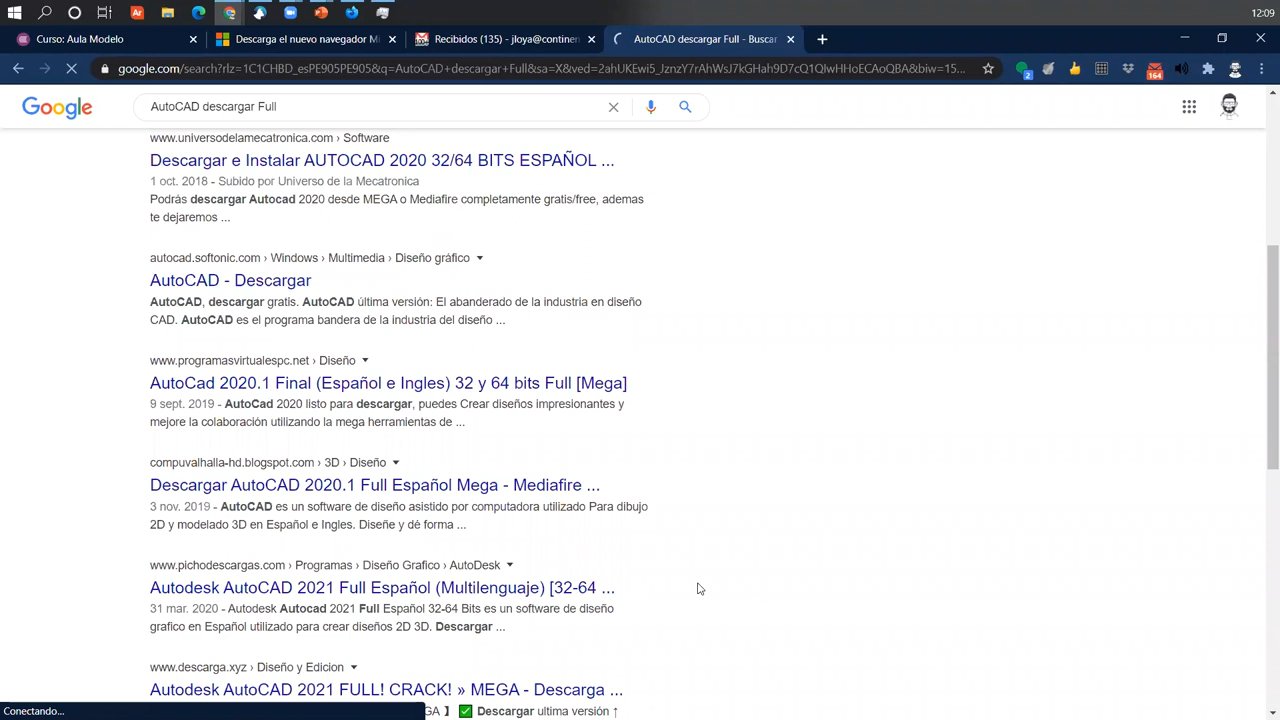 12:09
Curso: Aula Modelo
Descarga el nuevo navegador M
Recibidos (135) - jloya@continen
AutoCAD descargar Full - Buscar
google.com/search?rlz=1C1CHBD_esPE905PE905&q=AutoCAD+descargar+Full&sa=X&ved=2ahUKEwi5_JznzY7rAhWsJ7kGHah9D7cQ1QIwHHoECAoQBA&biw=15...
2
164
Google
AutoCAD descargar Full
www.universodelamecatronica.com › Software
Descargar e Instalar AUTOCAD 2020 32/64 BITS ESPAÑOL ...
1 oct. 2018 - Subido por Universo de la Mecatronica
Podrás descargar Autocad 2020 desde MEGA o Mediafire completamente gratis/free, ademas
te dejaremos ...
autocad.softonic.com › Windows › Multimedia › Diseño gráfico
AutoCAD - Descargar
AutoCAD, descargar gratis. AutoCAD última versión: El abanderado de la industria en diseño
CAD. AutoCAD es el programa bandera de la industria del diseño ...
www.programasvirtualespc.net › Diseño
AutoCad 2020.1 Final (Español e Ingles) 32 y 64 bits Full [Mega]
9 sept. 2019 - AutoCad 2020 listo para descargar, puedes Crear diseños impresionantes y
mejore la colaboración utilizando la mega herramientas de ...
compuvalhalla-hd.blogspot.com › 3D › Diseño
Descargar AutoCAD 2020.1 Full Español Mega - Mediafire ...
3 nov. 2019 - AutoCAD es un software de diseño asistido por computadora utilizado Para dibujo
2D y modelado 3D en Español e Ingles. Diseñe y dé forma ...
www.pichodescargas.com › Programas › Diseño Grafico › AutoDesk
Autodesk AutoCAD 2021 Full Español (Multilenguaje) [32-64 ...
31 mar. 2020 - Autodesk Autocad 2021 Full Español 32-64 Bits es un software de diseño
grafico en Español utilizado para crear diseños 2D 3D. Descargar ...
www.descarga.xyz › Diseño y Edicion
Autodesk AutoCAD 2021 FULL! CRACK! » MEGA - Descarga ...
Conectando...
GA 】 ✅ Descargar ultima versión ↑